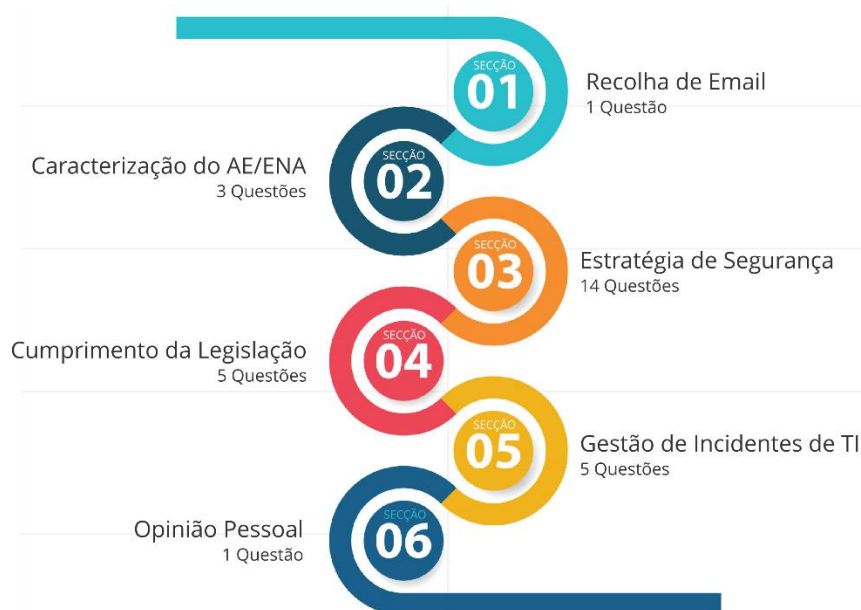 SECÇÃO
01
Recolha de Email
1 Questão
SECÇÃO
02
Caracterização do AE/ENA
3 Questões
SECÇÃO
03
Estratégia de Segurança
14 Questões
SECÇÃO
04
Cumprimento da Legislação
5 Questões
SECÇÃO
05
Gestão de Incidentes de TI
5 Questões
SECÇÃO
06
Opinião Pessoal
1 Questão